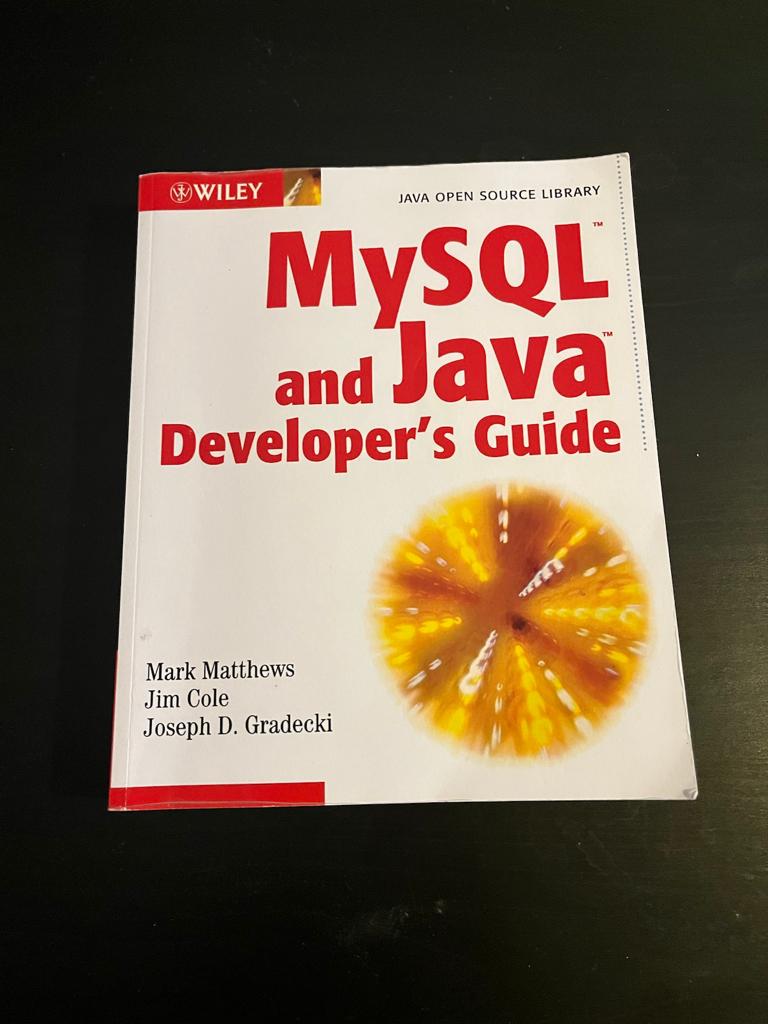 WILEY
JAVA OPEN SOURCE LIBRARY
MySQL™
and Java™
Developer's Guide
Mark Matthews
Jim Cole
Joseph D. Gradecki